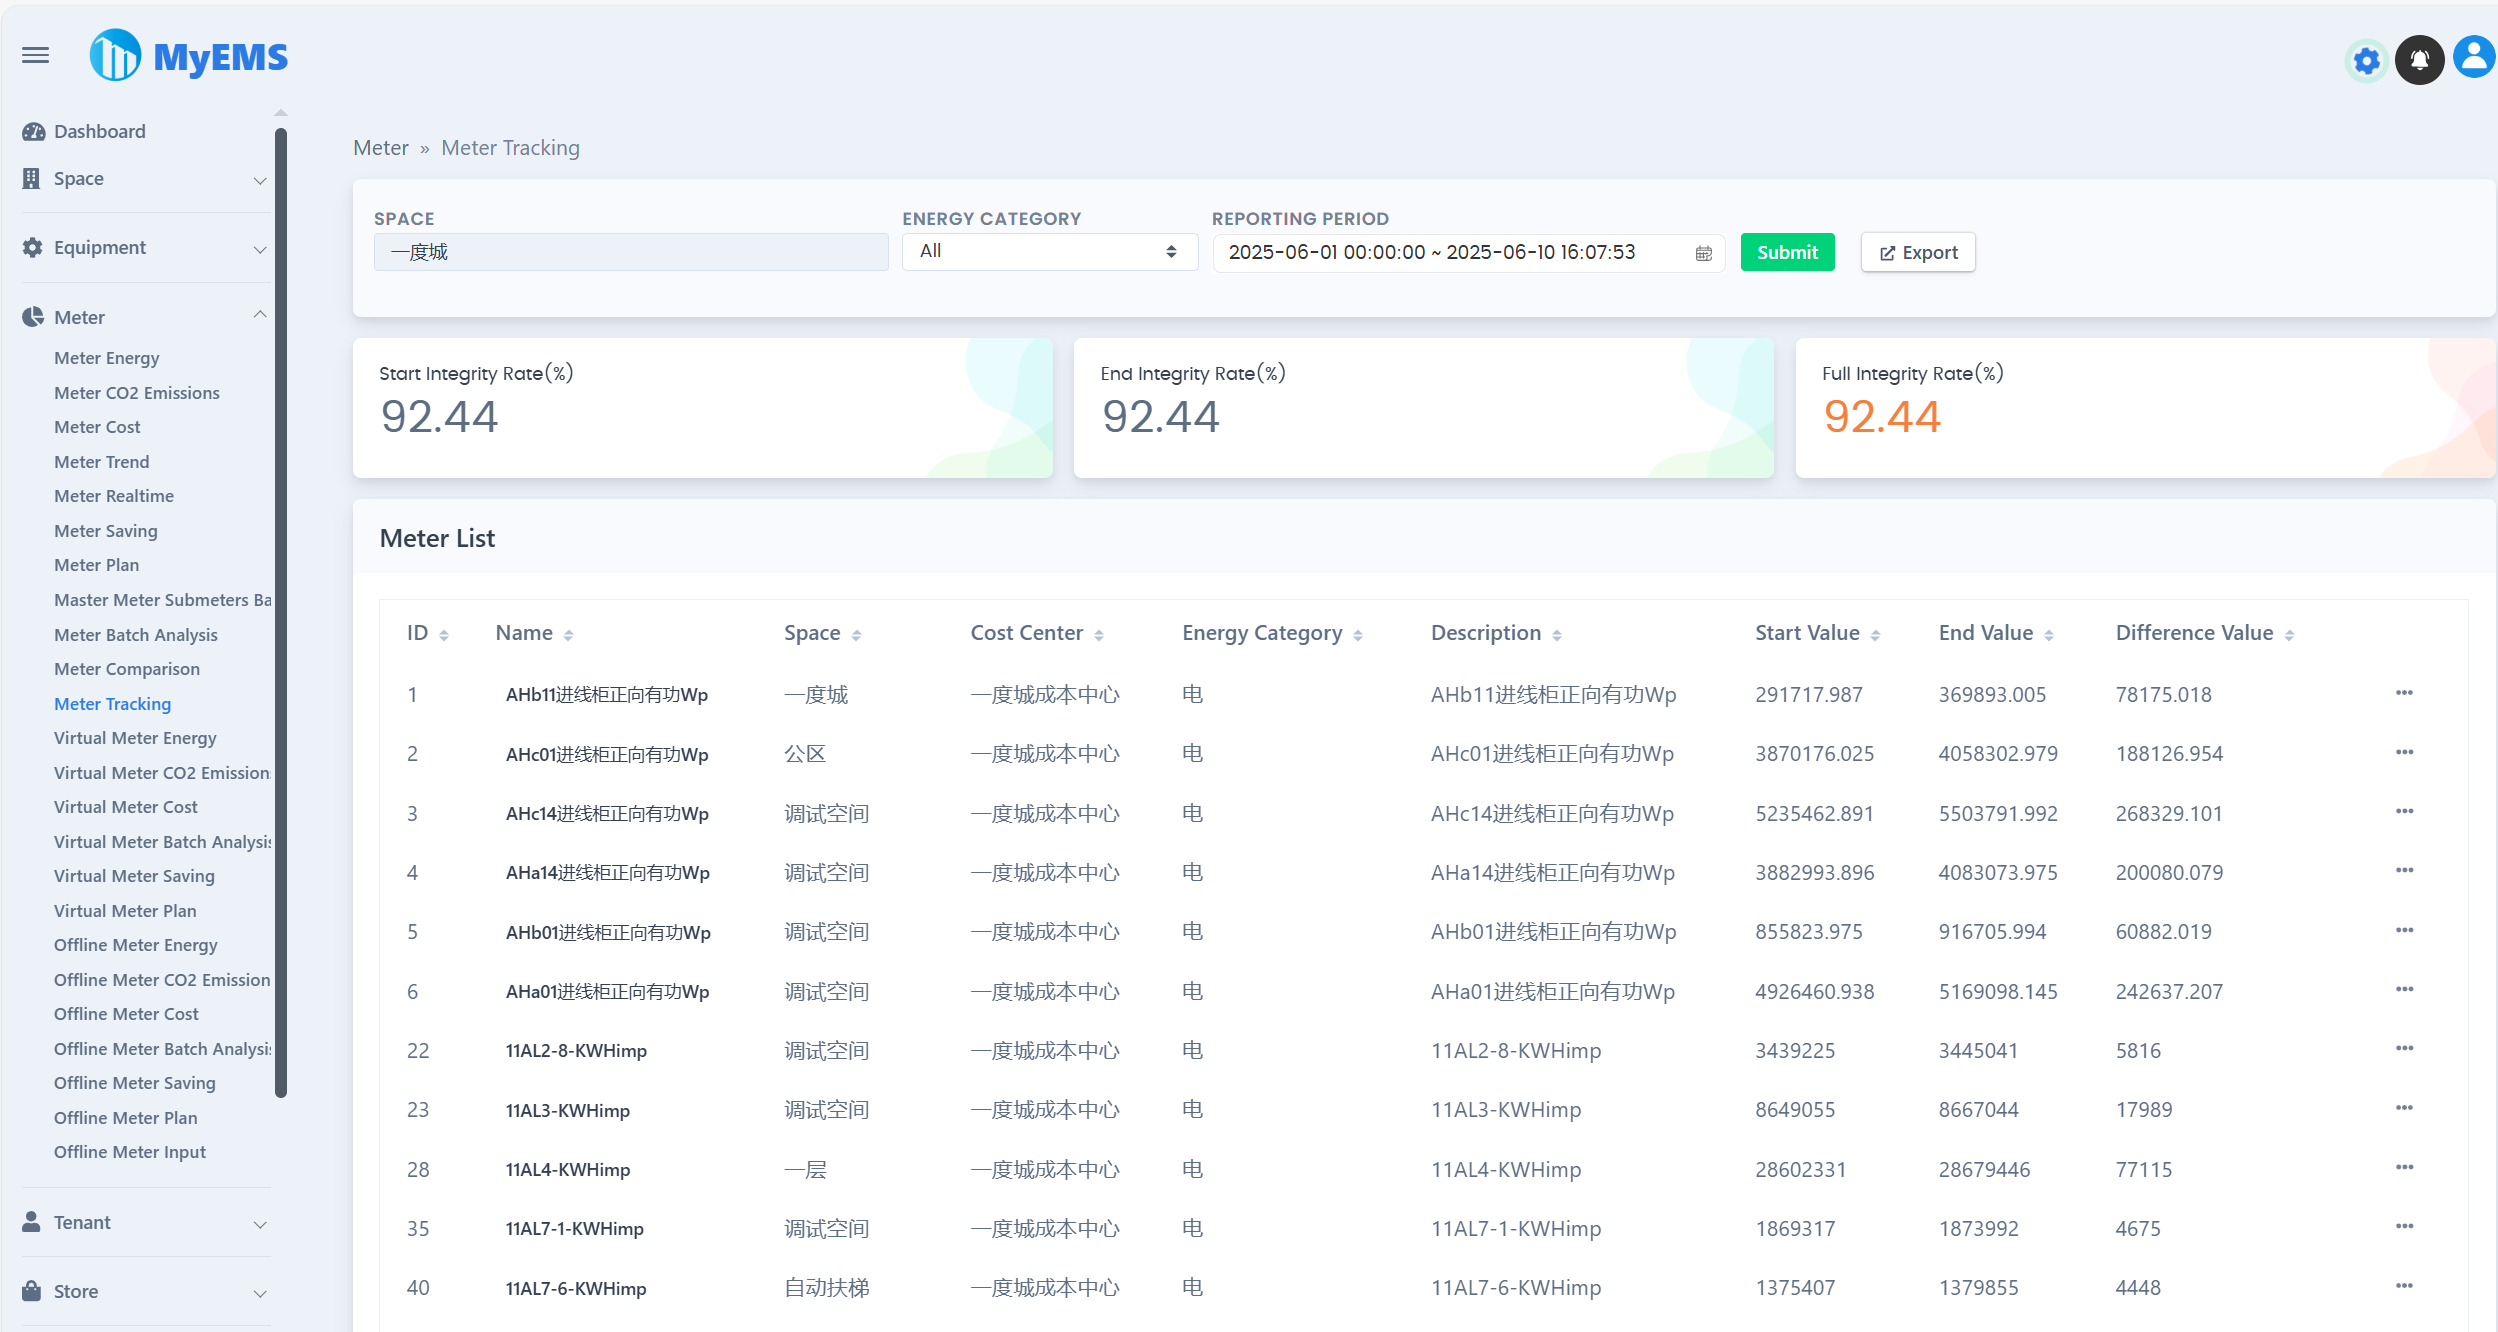 MyEMS
Dashboard
Space
Equipment
Meter
Meter Energy
Meter CO2 Emissions
Meter Cost
Meter Trend
Meter Realtime
Meter Saving
Meter Plan
Master Meter Submeters Ba
Meter Batch Analysis
Meter Comparison
Meter Tracking
Virtual Meter Energy
Virtual Meter CO2 Emission
Virtual Meter Cost
Virtual Meter Batch Analysis
Virtual Meter Saving
Virtual Meter Plan
Offline Meter Energy
Offline Meter CO2 Emission
Offline Meter Cost
Offline Meter Batch Analysis
Offline Meter Saving
Offline Meter Plan
Offline Meter Input
Tenant
Store
Meter » Meter Tracking
SPACE ENERGY CATEGORY REPORTING PERIOD
一度城 All 2025-06-01 00:00:00 ~ 2025-06-10 16:07:53 Submit Export
Start Integrity Rate(%) End Integrity Rate(%) Full Integrity Rate(%)
92.44 92.44 92.44
Meter List
ID Name Space Cost Center Energy Category Description Start Value End Value Difference Value
1 AHb11进线柜正向有功Wp 一度城 一度城成本中心 电 AHb11进线柜正向有功Wp 291717.987 369893.005 78175.018 •••
2 AHc01进线柜正向有功Wp 公区 一度城成本中心 电 AHc01进线柜正向有功Wp 3870176.025 4058302.979 188126.954 •••
3 AHc14进线柜正向有功Wp 调试空间 一度城成本中心 电 AHc14进线柜正向有功Wp 5235462.891 5503791.992 268329.101 •••
4 AHa14进线柜正向有功Wp 调试空间 一度城成本中心 电 AHa14进线柜正向有功Wp 3882993.896 4083073.975 200080.079 •••
5 AHb01进线柜正向有功Wp 调试空间 一度城成本中心 电 AHb01进线柜正向有功Wp 855823.975 916705.994 60882.019 •••
6 AHa01进线柜正向有功Wp 调试空间 一度城成本中心 电 AHa01进线柜正向有功Wp 4926460.938 5169098.145 242637.207 •••
22 11AL2-8-KWHimp 调试空间 一度城成本中心 电 11AL2-8-KWHimp 3439225 3445041 5816 •••
23 11AL3-KWHimp 调试空间 一度城成本中心 电 11AL3-KWHimp 8649055 8667044 17989 •••
28 11AL4-KWHimp 一层 一度城成本中心 电 11AL4-KWHimp 28602331 28679446 77115 •••
35 11AL7-1-KWHimp 调试空间 一度城成本中心 电 11AL7-1-KWHimp 1869317 1873992 4675 •••
40 11AL7-6-KWHimp 自动扶梯 一度城成本中心 电 11AL7-6-KWHimp 1375407 1379855 4448 •••